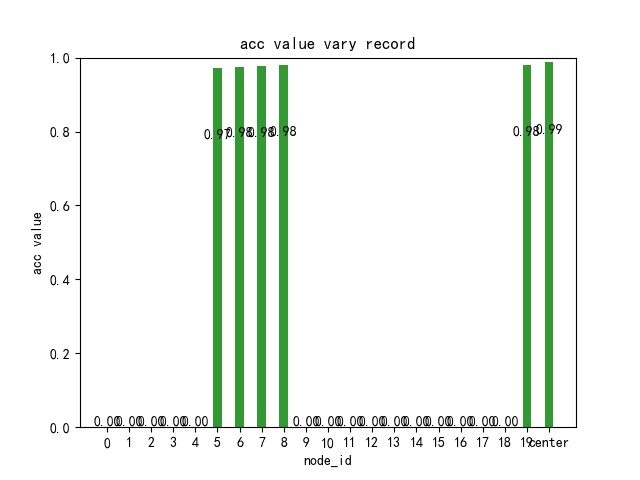 acc value vary record
1.0
0.8
0.6
0.4
0.2
0.0
acc value
0.97 0.98 0.98 0.98 0.98 0.99
0.00 0.00 0.00 0.00 0.00 0.00 0.00 0.00 0.00 0.00 0.00 0.00 0.00 0.00 0.00
0 1 2 3 4 5 6 7 8 9 10 11 12 13 14 15 16 17 18 19 center
node_id